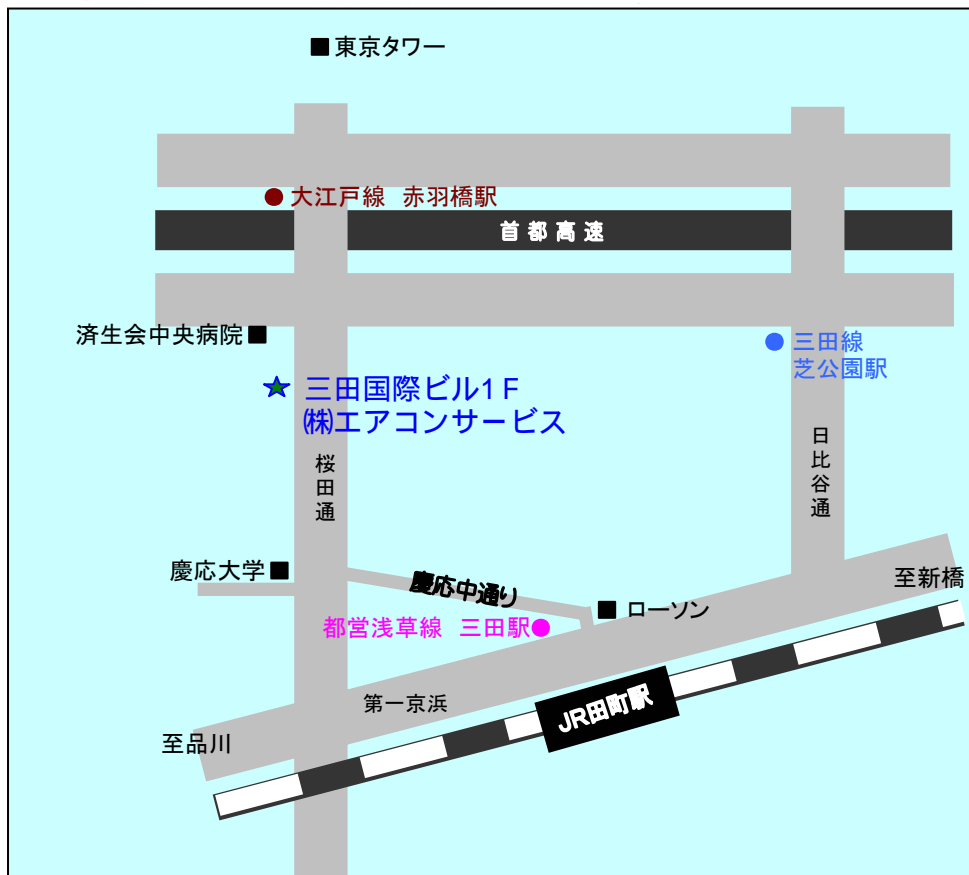 東京タワー
大江戸線 赤羽橋駅
首都高速
済生会中央病院
三田線
芝公園駅
三田国際ビル1F
㈱エアコンサービス
桜田通
日比谷通
慶応大学
慶応中通り
至新橋
ローソン
都営浅草線 三田駅
第一京浜
JR田町駅
至品川